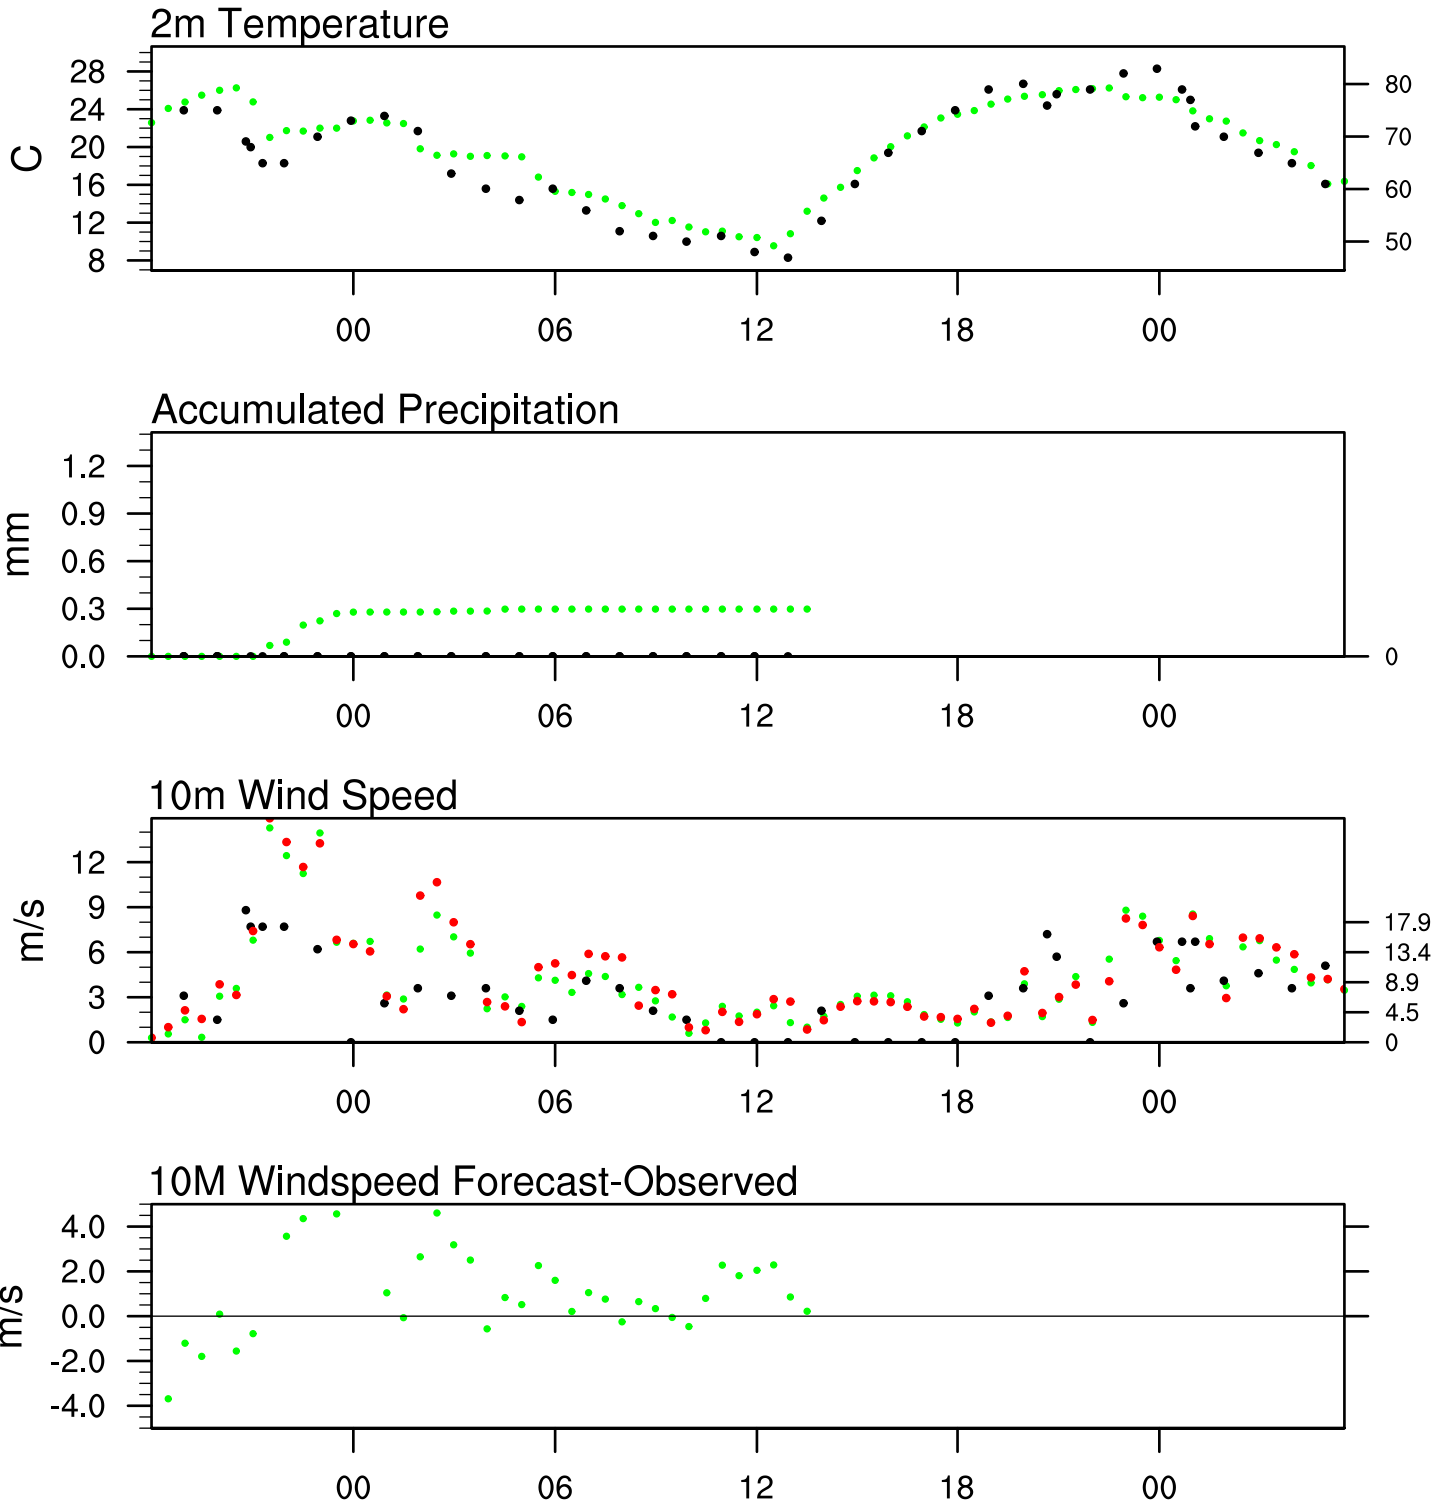 2m Temperature
28
24
20
16
12
8
C
80
70
60
50
00 06 12 18 00
Accumulated Precipitation
1.2
0.9
0.6
0.3
0.0
mm
0
00 06 12 18 00
10m Wind Speed
12
9
6
3
0
m/s
17.9
13.4
8.9
4.5
0
00 06 12 18 00
10M Windspeed Forecast-Observed
4.0
2.0
0.0
-2.0
-4.0
m/s
00 06 12 18 00